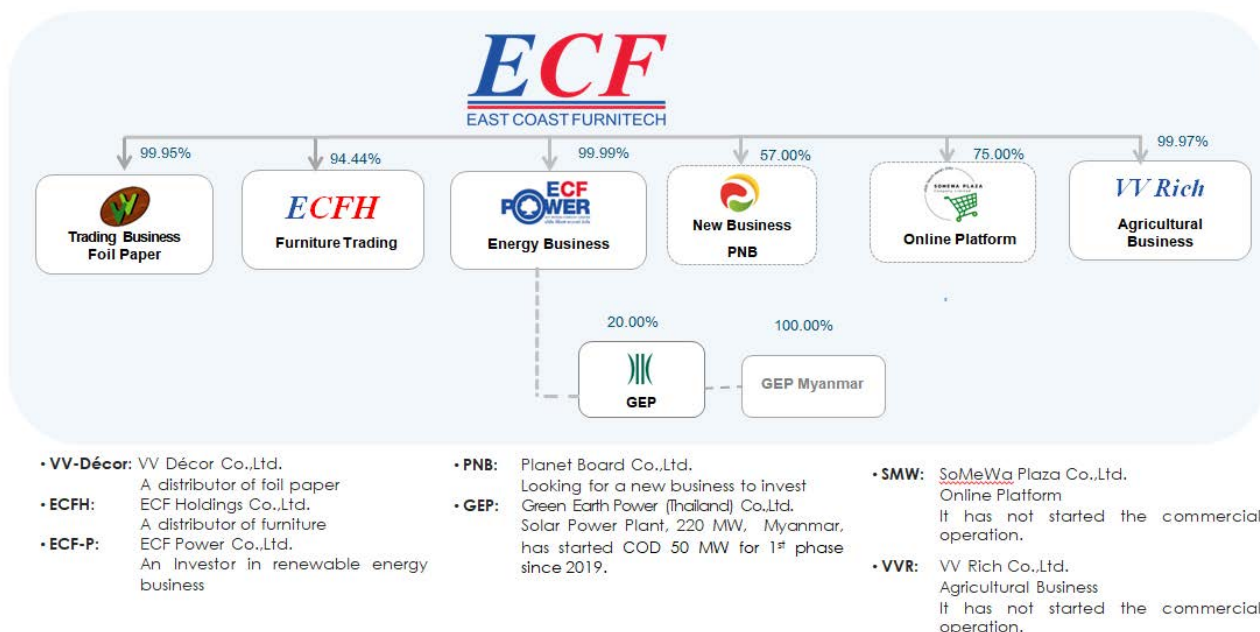 ECF
EAST COAST FURNITECH
99.95%
94.44%
99.99%
57.00%
75.00%
99.97%
VV
Trading Business
Foil Paper
ECFH
Furniture Trading
ECF
POWER
Energy Business
New Business
PNB
SOMEWA PLAZA
Online Platform
VV Rich
Agricultural
Business
20.00%
100.00%
GEP
GEP Myanmar
• VV-Décor: VV Décor Co.,Ltd.
A distributor of foil paper
• ECFH: ECF Holdings Co.,Ltd.
A distributor of furniture
• ECF-P: ECF Power Co.,Ltd.
An Investor in renewable energy
business
• PNB: Planet Board Co.,Ltd.
Looking for a new business to invest
• GEP: Green Earth Power (Thailand) Co.,Ltd.
Solar Power Plant, 220 MW, Myanmar,
has started COD 50 MW for 1st phase
since 2019.
• SMW: SoMeWa Plaza Co.,Ltd.
Online Platform
It has not started the commercial
operation.
• VVR: VV Rich Co.,Ltd.
Agricultural Business
It has not started the commercial
operation.